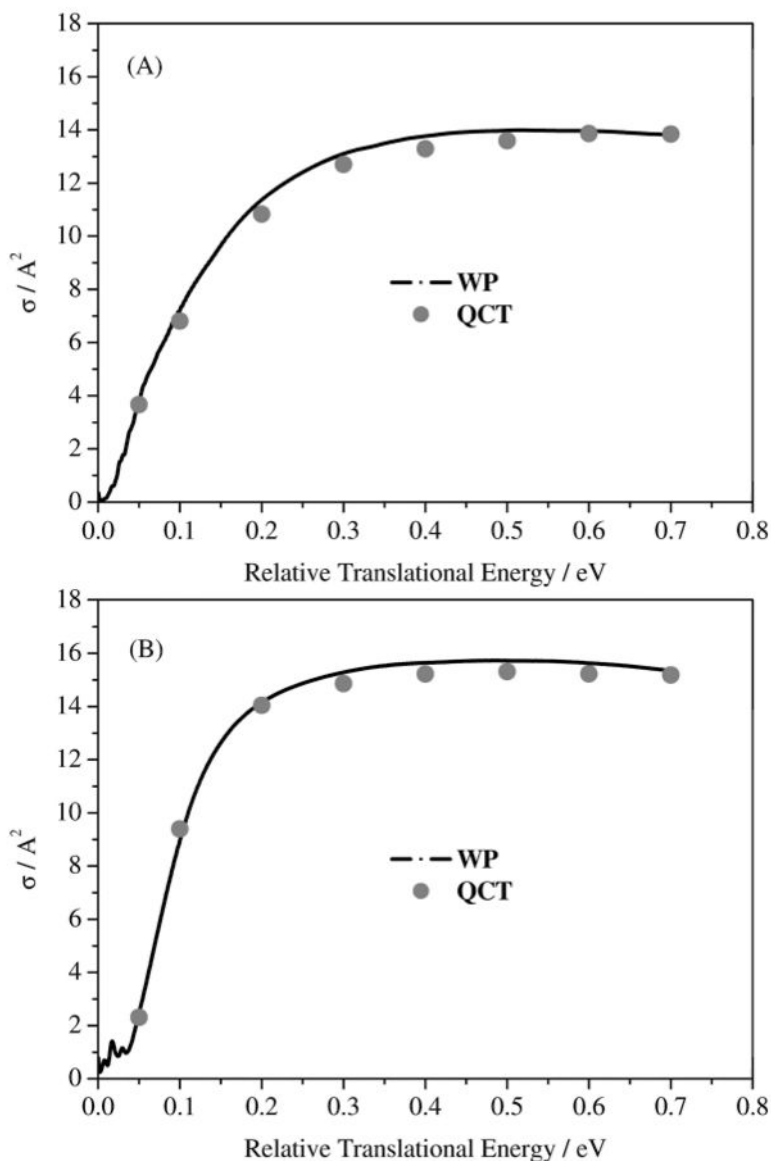 18
(A)
16
14
12
10
σ / A²
8
WP
QCT
6
4
2
0
0.0 0.1 0.2 0.3 0.4 0.5 0.6 0.7 0.8
Relative Translational Energy / eV
18
(B)
16
14
12
10
σ / A²
8
WP
QCT
6
4
2
0
0.0 0.1 0.2 0.3 0.4 0.5 0.6 0.7 0.8
Relative Translational Energy / eV